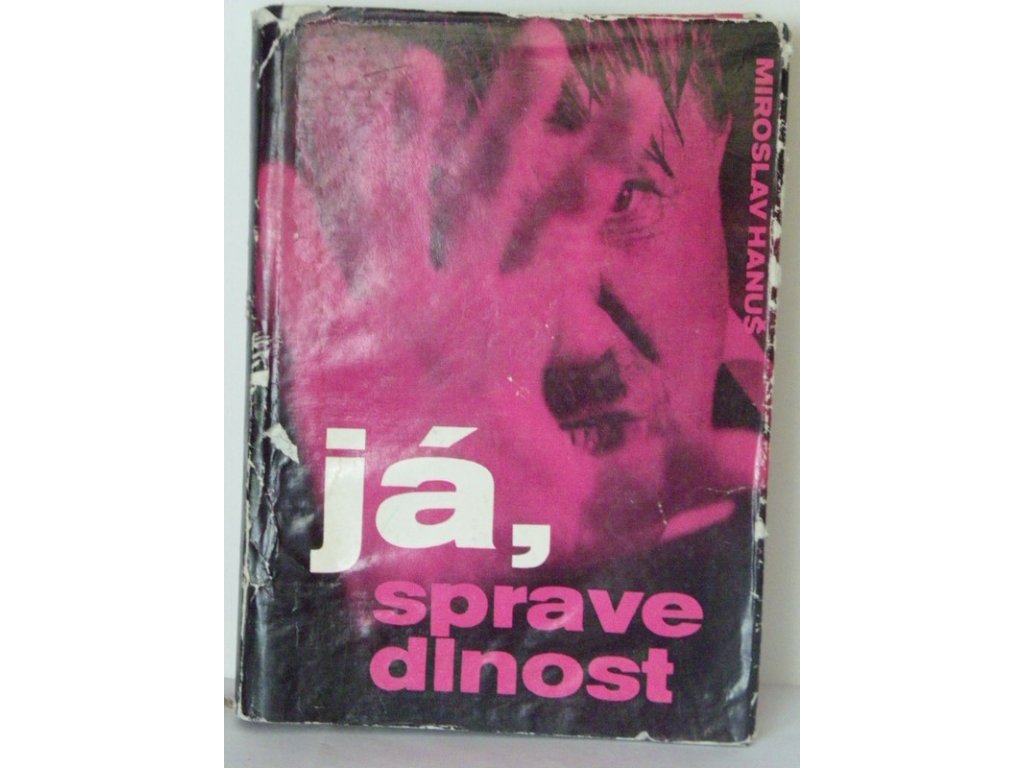 MIROSLAV HANUŠ
já,
sprave
dlnost